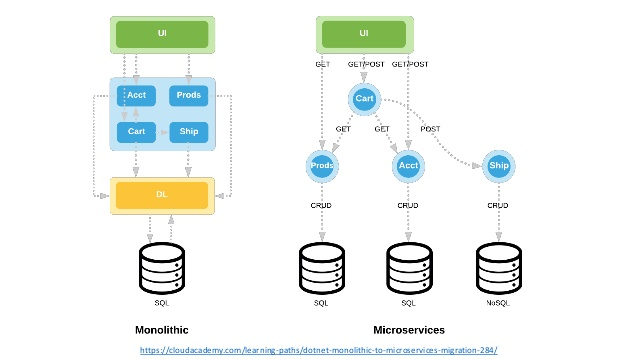 UI
Acct
Prods
Cart
Ship
DL
SQL
Monolithic
UI
GET
GET/POST
GET/POST
Cart
GET
GET
POST
Prods
Acct
Ship
CRUD
CRUD
CRUD
SQL
SQL
NoSQL
Microservices
https://cloudacademy.com/learning-paths/dotnet-monolithic-to-microservices-migration-284/